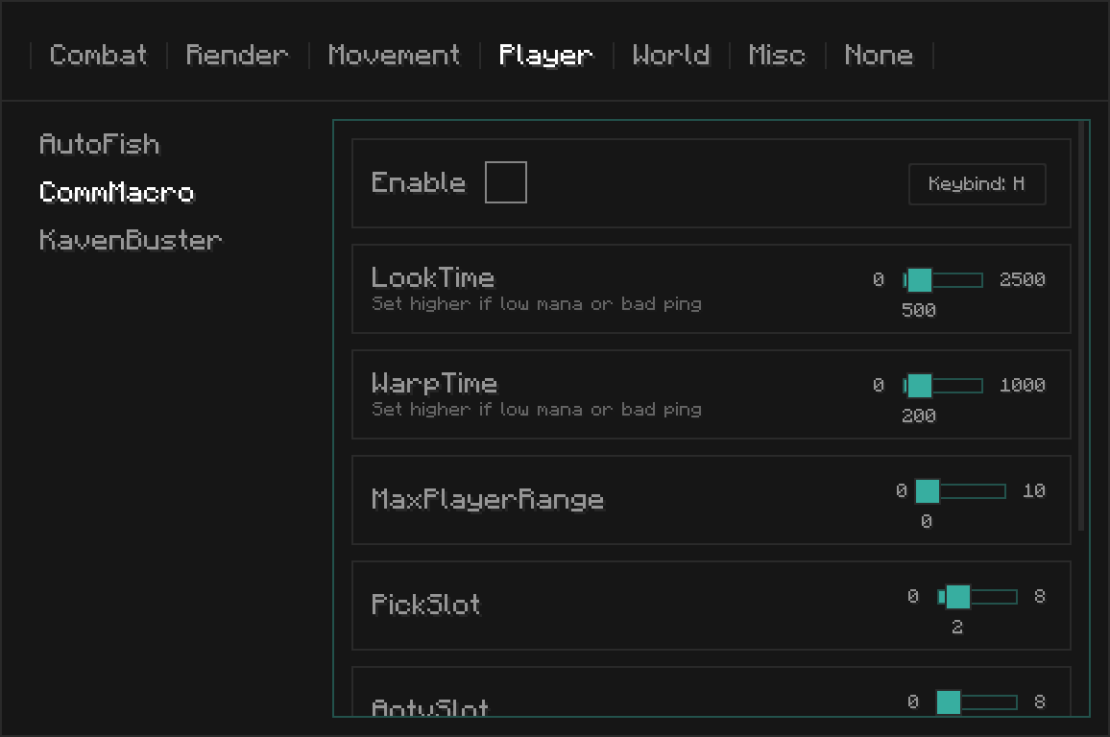 Combat Render Movement Player World Misc None
AutoFish
CommMacro
KavenBuster
Enable
Keybind: H
LookTime
Set higher if low mana or bad ping
0 2500
500
WarpTime
Set higher if low mana or bad ping
0 1000
200
MaxPlayerRange
0 10
0
PickSlot
0 8
2
AotvSlot
0 8